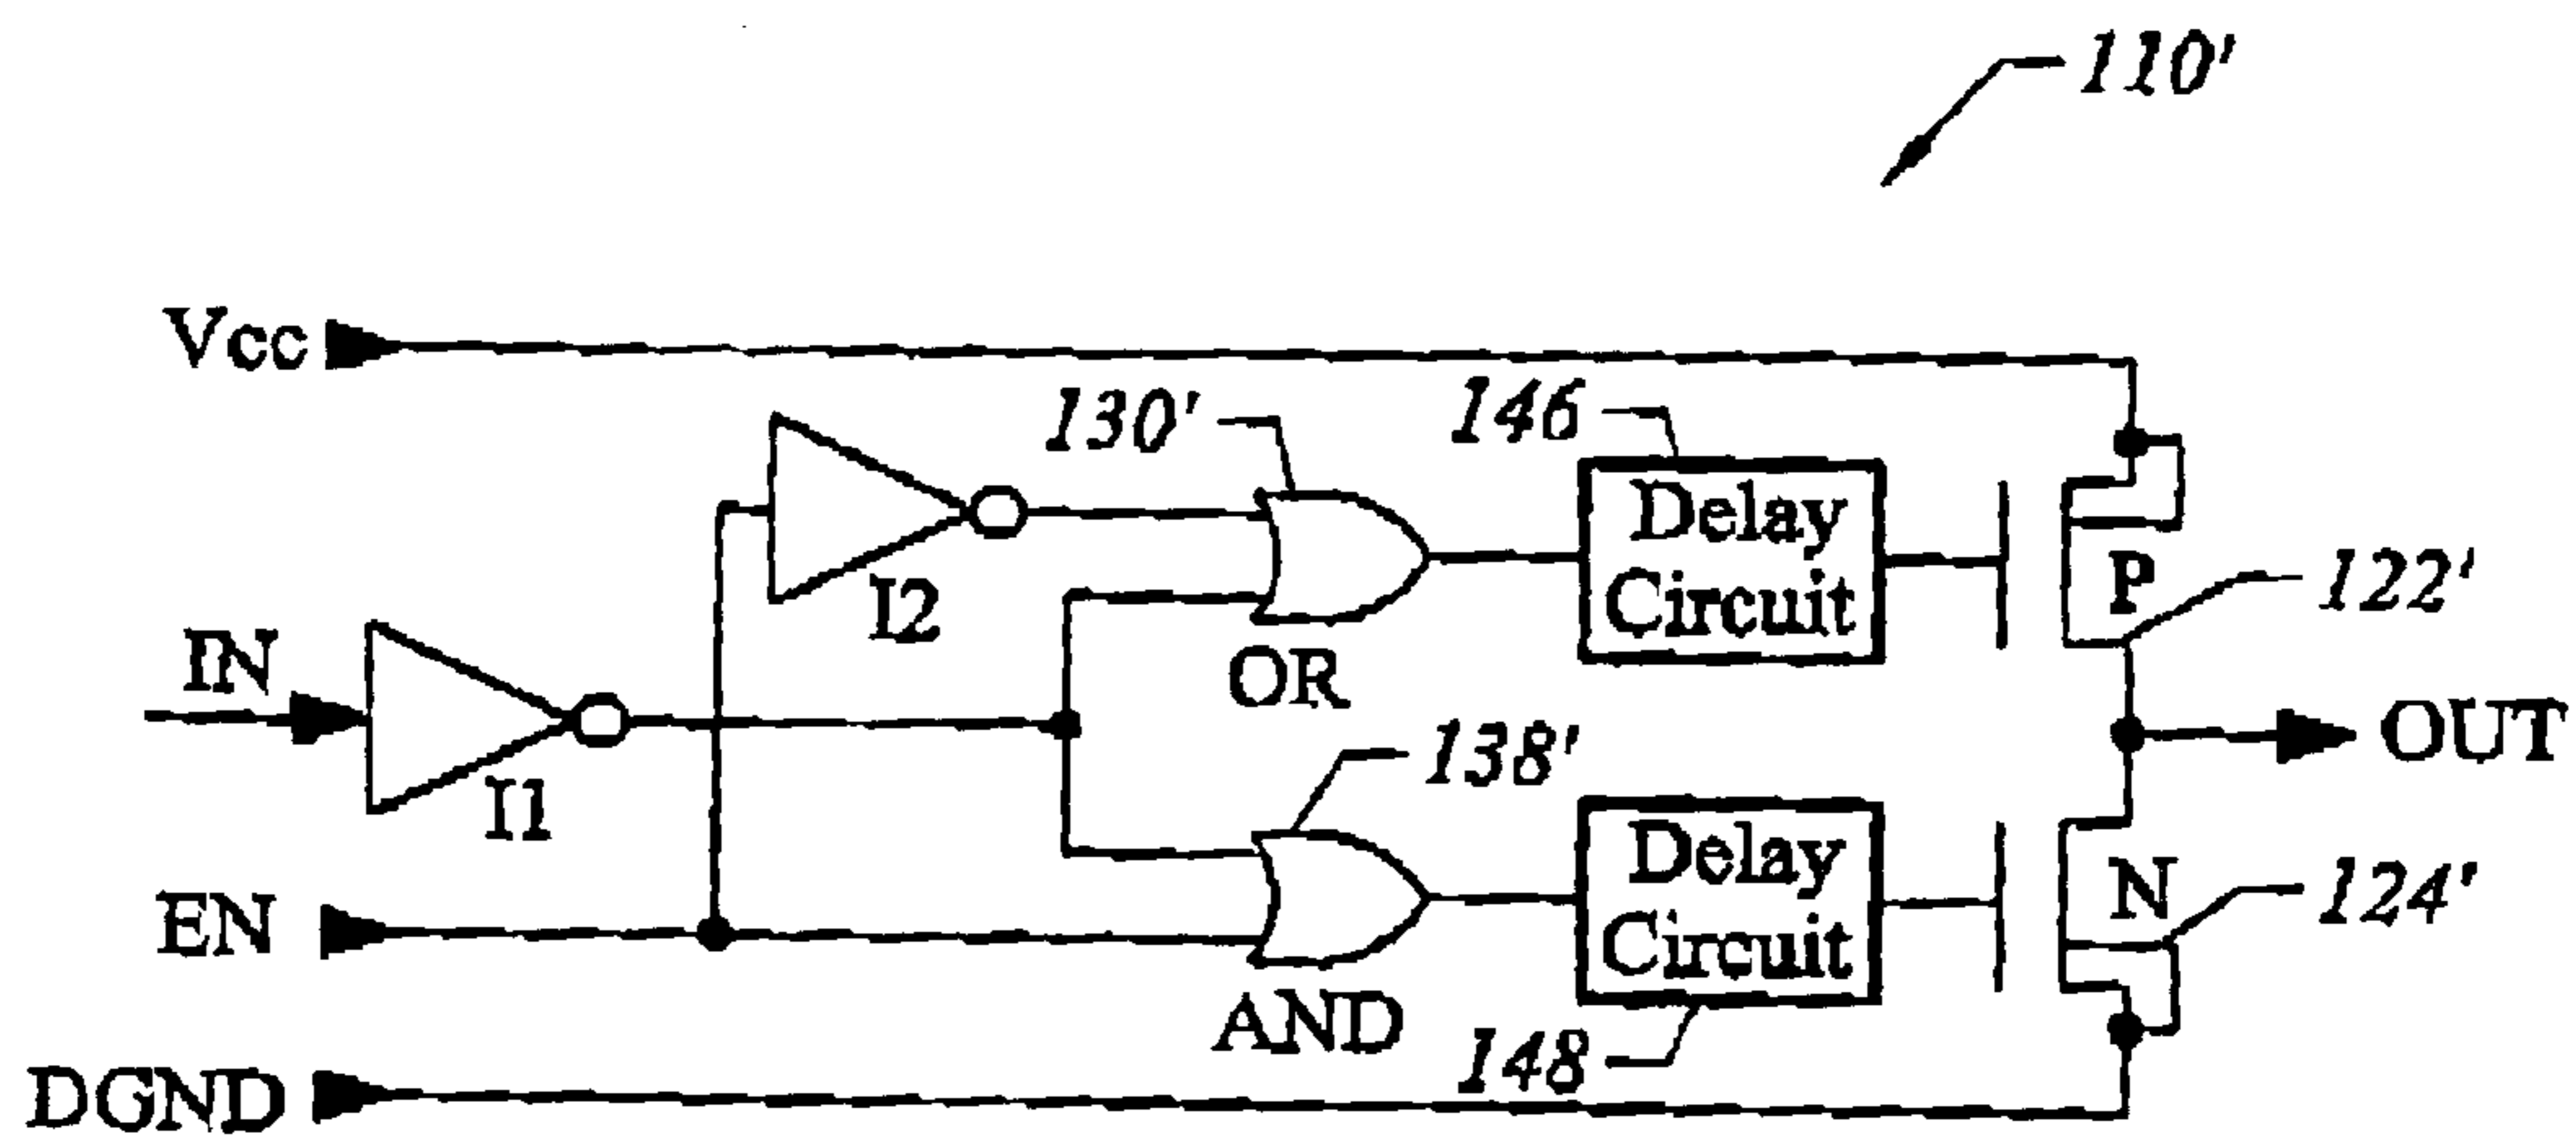 110'
Vcc
130'
146
Delay
Circuit
I2
P
122'
IN
OR
I1
138'
OUT
Delay
Circuit
N
124'
EN
AND
148
DGND